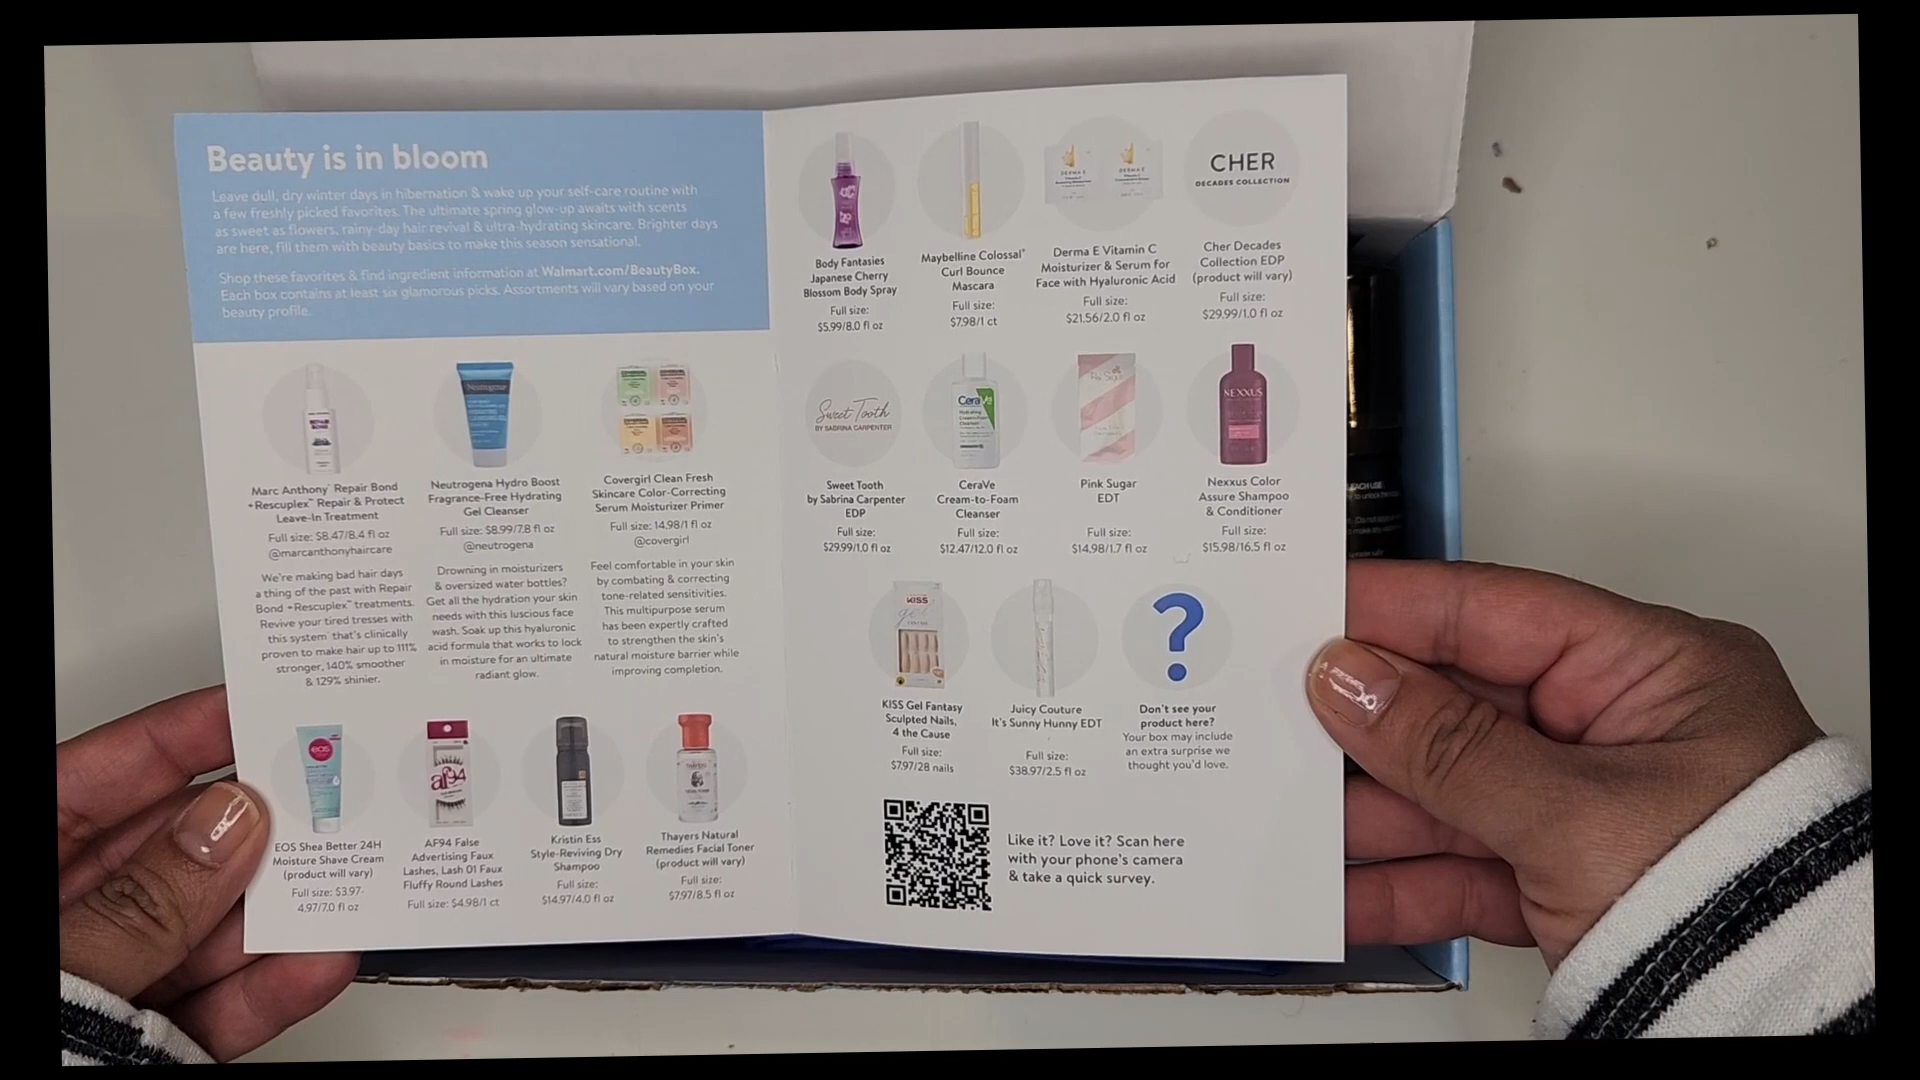 Beauty is in bloom
Leave dull, dry winter days in hibernation & wake up your self-care routine with
a few freshly picked favorites. The ultimate spring glow-up awaits with scents
as sweet as flowers, rainy-day hair revival & ultra-hydrating skincare. Brighter days
are here, fill them with beauty basics to make this season sensational.
Shop these favorites & find ingredient information at Walmart.com/BeautyBox.
Each box contains at least six glamorous picks. Assortments will vary based on your
beauty profile.
Neutrogena
Marc Anthony® Repair Bond
+Rescuplex™ Repair & Protect
Leave-In Treatment
Full size: $8.47/8.4 fl oz
@marcanthonyhaircare
We're making bad hair days
a thing of the past with Repair
Bond +Rescuplex™ treatments.
Revive your tired tresses with
this system that's clinically
proven to make hair up to 111%
stronger, 140% smoother
& 129% shinier.
Neutrogena Hydro Boost
Fragrance-Free Hydrating
Gel Cleanser
Full size: $8.99/7.8 fl oz
@neutrogena
Drowning in moisturizers
& oversized water bottles?
Get all the hydration your skin
needs with this luscious face
wash. Soak up this hyaluronic
acid formula that works to lock
in moisture for an ultimate
radiant glow.
Covergirl Clean Fresh
Skincare Color-Correcting
Serum Moisturizer Primer
Full size: 14.98/1 fl oz
@covergirl
Feel comfortable in your skin
by combating & correcting
tone-related sensitivities.
This multipurpose serum
has been expertly crafted
to strengthen the skin's
natural moisture barrier while
improving completion.
eos
EOS Shea Better 24H
Moisture Shave Cream
(product will vary)
Full size: $3.97-
4.97/7.0 fl oz
af94
AF94 False
Advertising Faux
Lashes, Lash 01 Faux
Fluffy Round Lashes
Full size: $4.98/1 ct
Kristin Ess
Style-Reviving Dry
Shampoo
Full size:
$14.97/4.0 fl oz
THAYERS
Thayers Natural
Remedies Facial Toner
(product will vary)
Full size:
$7.97/8.5 fl oz
Body Fantasies
Japanese Cherry
Blossom Body Spray
Full size:
$5.99/8.0 fl oz
Maybelline Colossal®
Curl Bounce
Mascara
Full size:
$7.98/1 ct
DERMA E DERMA E
Derma E Vitamin C
Moisturizer & Serum for
Face with Hyaluronic Acid
Full size:
$21.56/2.0 fl oz
CHER
DECADES COLLECTION
Cher Decades
Collection EDP
(product will vary)
Full size:
$29.99/1.0 fl oz
Sweet Tooth
BY SABRINA CARPENTER
Sweet Tooth
by Sabrina Carpenter
EDP
Full size:
$29.99/1.0 fl oz
CeraVe
CeraVe
Cream-to-Foam
Cleanser
Full size:
$12.47/12.0 fl oz
Pink Sugar
EDT
Full size:
$14.98/1.7 fl oz
NEXXUS
Nexxus Color
Assure Shampoo
& Conditioner
Full size:
$15.98/16.5 fl oz
KISS
KISS Gel Fantasy
Sculpted Nails,
4 the Cause
Full size:
$7.97/28 nails
Juicy Couture
It's Sunny Hunny EDT
Full size:
$38.97/2.5 fl oz
?
Don't see your
product here?
Your box may include
an extra surprise we
thought you'd love.
Like it? Love it? Scan here
with your phone's camera
& take a quick survey.
EACH USE